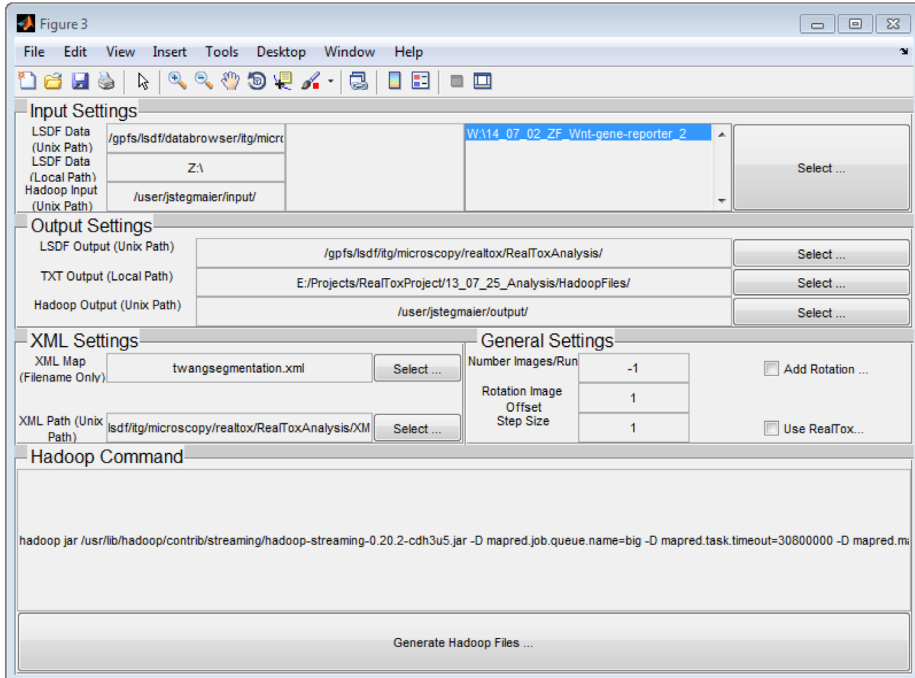 Figure 3
File Edit View Insert Tools Desktop Window Help
Input Settings
LSDF Data
(Unix Path)
/gpfs/lsdf/databrowser/itg/micro
LSDF Data
(Local Path)
Z:\
Hadoop Input
(Unix Path)
/user/jstegmaier/input/
W:\14_07_02_ZF_Wnt-gene-reporter_2
Select ...
Output Settings
LSDF Output (Unix Path)
/gpfs/lsdf/itg/microscopy/realtox/RealToxAnalysis/
Select ...
TXT Output (Local Path)
E:/Projects/RealToxProject/13_07_25_Analysis/HadoopFiles/
Select ...
Hadoop Output (Unix Path)
/user/jstegmaier/output/
Select ...
XML Settings
XML Map
(Filename Only)
twangsegmentation.xml
Select ...
XML Path (Unix
Path)
lsdf/itg/microscopy/realtox/RealToxAnalysis/XM
Select ...
General Settings
Number Images/Run
-1
Add Rotation ...
Rotation Image
Offset
1
Step Size
1
Use RealTox...
Hadoop Command
hadoop jar /usr/lib/hadoop/contrib/streaming/hadoop-streaming-0.20.2-cdh3u5.jar -D mapred.job.queue.name=big -D mapred.task.timeout=30800000 -D mapred.ma
Generate Hadoop Files ...